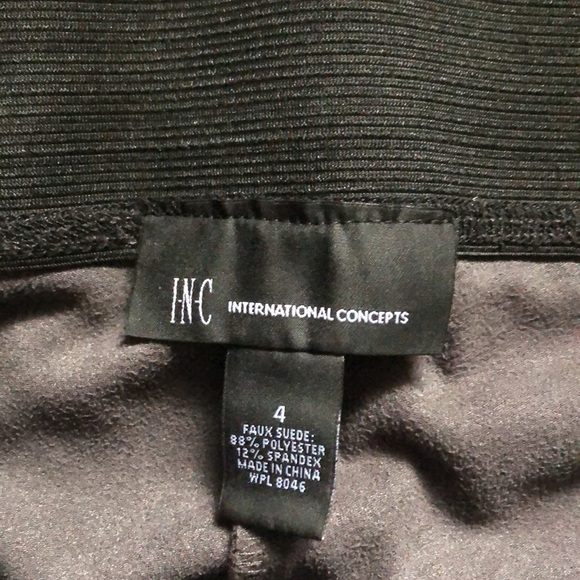 I·N·C INTERNATIONAL CONCEPTS
4
FAUX SUEDE:
88% POLYESTER
12% SPANDEX
MADE IN CHINA
WPL 8046